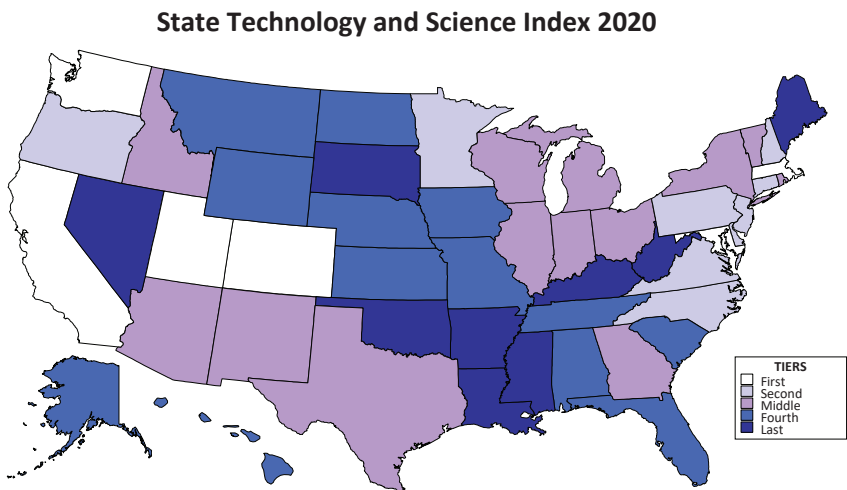 State Technology and Science Index 2020
TIERS
First
Second
Middle
Fourth
Last